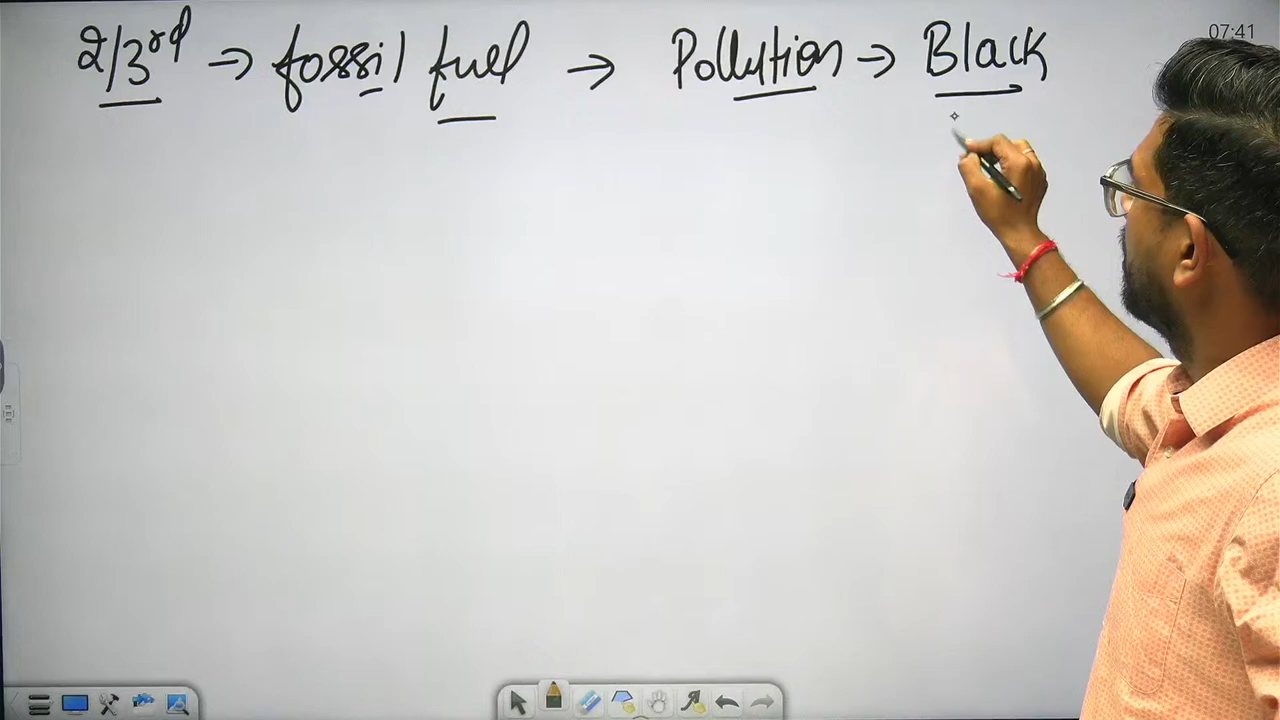 07:41
2/3rd → fossil fuel → Pollution → Black